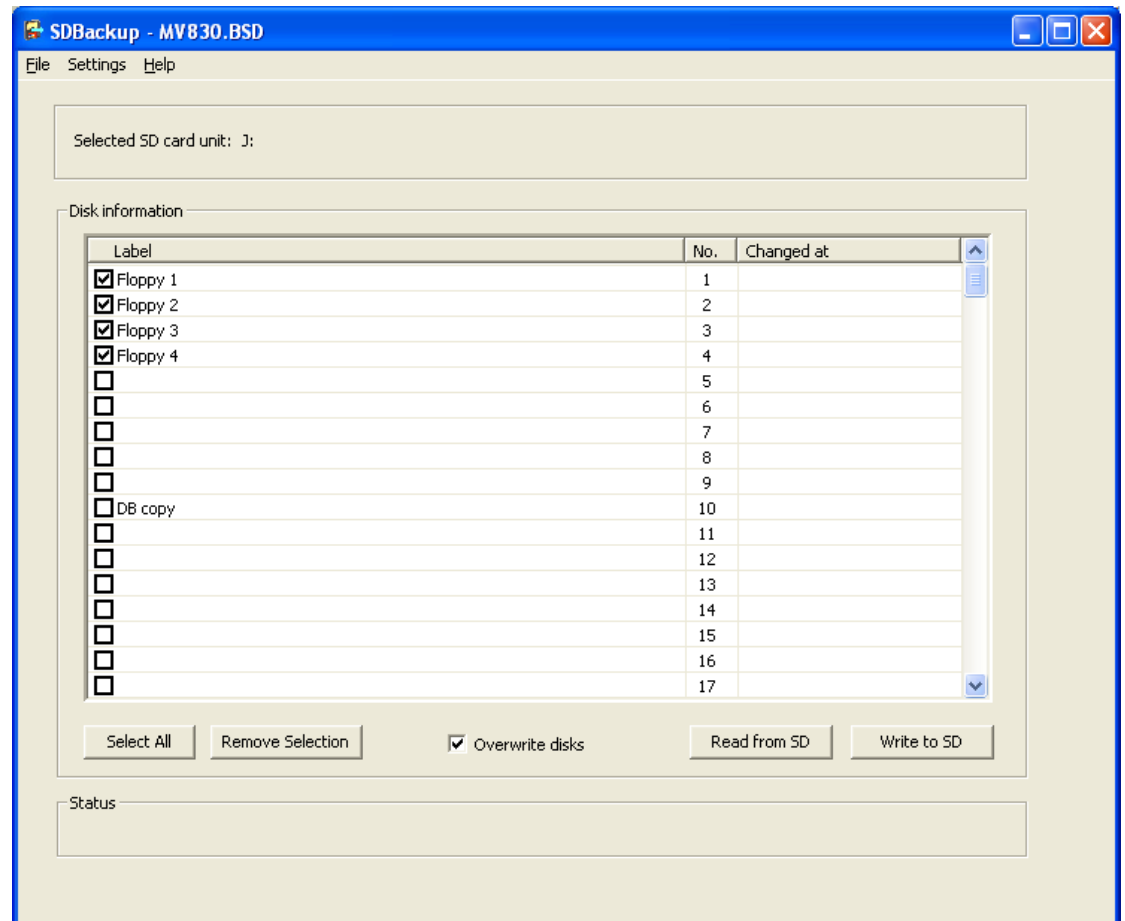 SDBackup - MV830.BSD
File Settings Help
Selected SD card unit: J:
Disk information
Label No. Changed at
Floppy 1 1
Floppy 2 2
Floppy 3 3
Floppy 4 4
5
6
7
8
9
DB copy 10
11
12
13
14
15
16
17
Select All Remove Selection Overwrite disks Read from SD Write to SD
Status